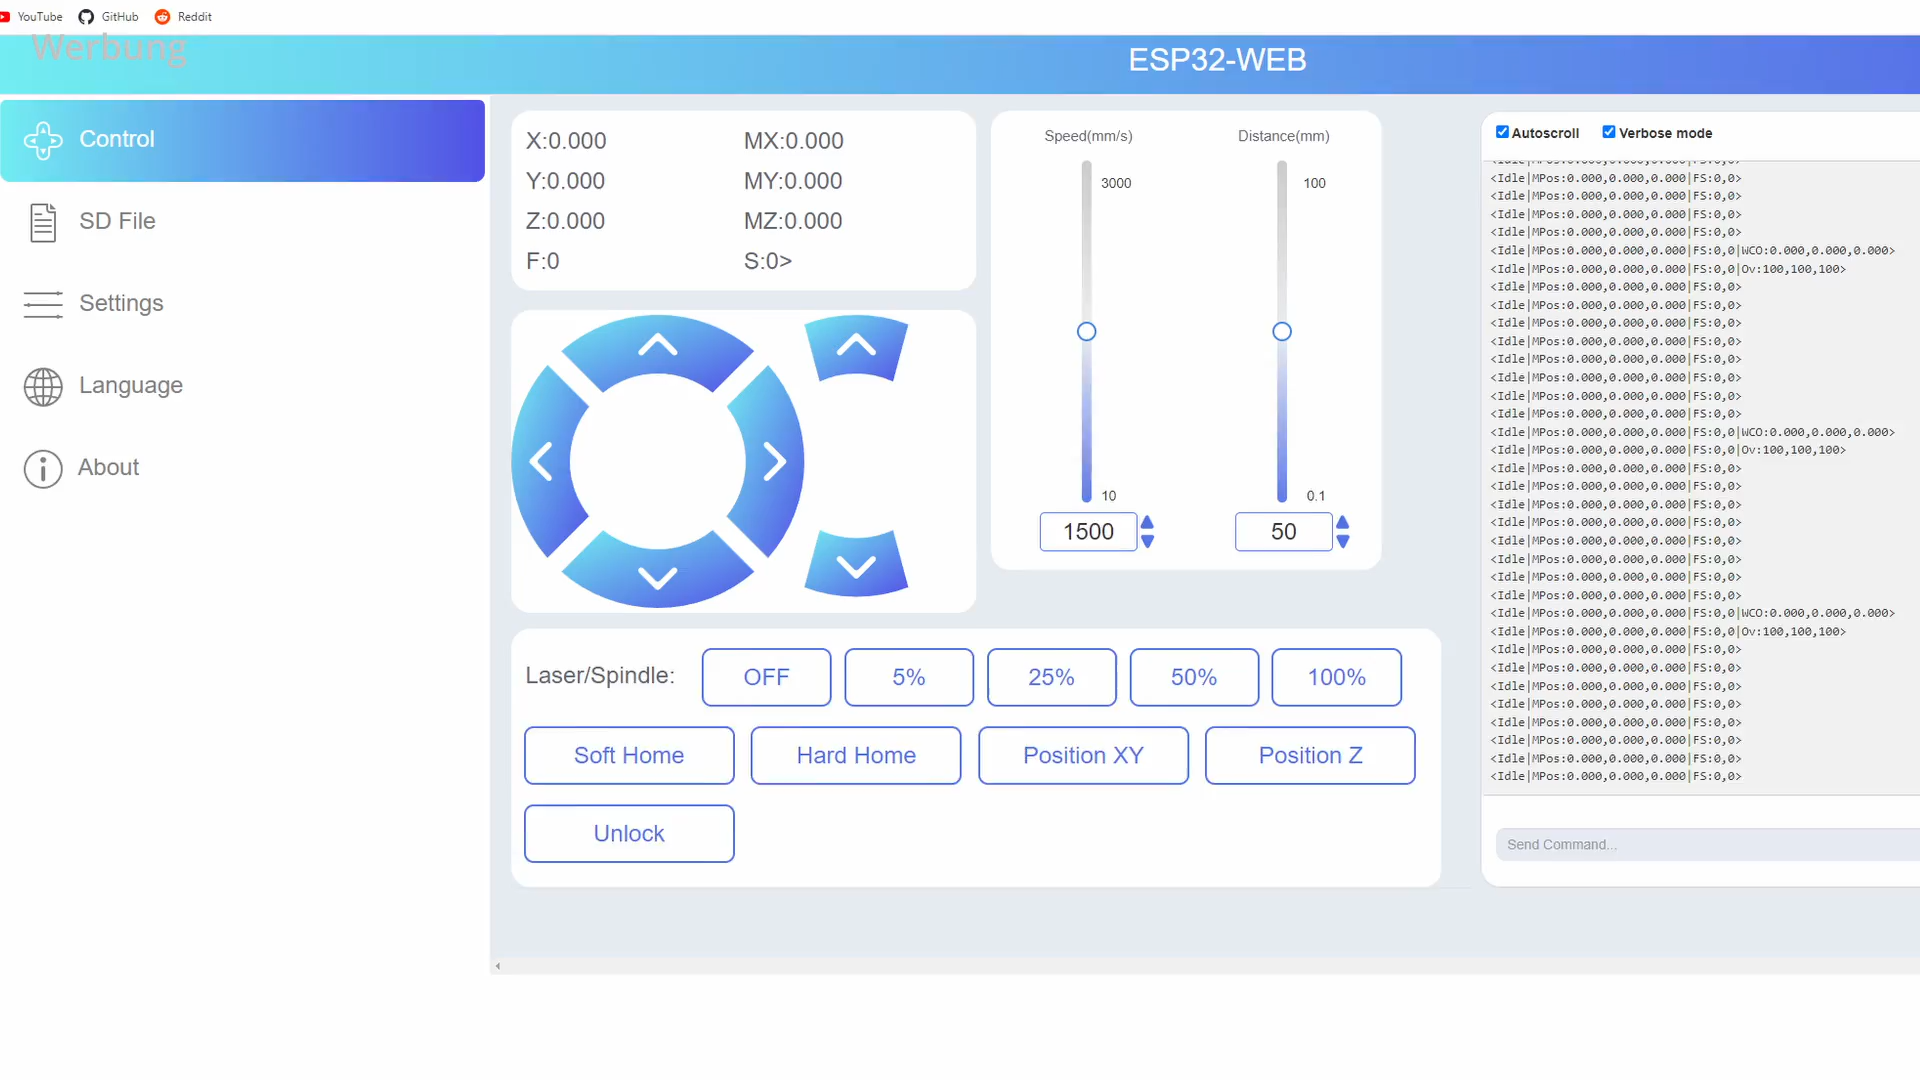 YouTube GitHub Reddit
Werbung
ESP32-WEB
Control
SD File
Settings
Language
About
X:0.000 MX:0.000
Y:0.000 MY:0.000
Z:0.000 MZ:0.000
F:0 S:0>
Speed(mm/s) Distance(mm)
3000 100
10 0.1
1500 50
Laser/Spindle: OFF 5% 25% 50% 100%
Soft Home Hard Home Position XY Position Z
Unlock
Autoscroll Verbose mode
<Idle|MPos:0.000,0.000,0.000|FS:0,0>
<Idle|MPos:0.000,0.000,0.000|FS:0,0>
<Idle|MPos:0.000,0.000,0.000|FS:0,0>
<Idle|MPos:0.000,0.000,0.000|FS:0,0>
<Idle|MPos:0.000,0.000,0.000|FS:0,0>
<Idle|MPos:0.000,0.000,0.000|FS:0,0|WCO:0.000,0.000,0.000>
<Idle|MPos:0.000,0.000,0.000|FS:0,0|Ov:100,100,100>
<Idle|MPos:0.000,0.000,0.000|FS:0,0>
<Idle|MPos:0.000,0.000,0.000|FS:0,0>
<Idle|MPos:0.000,0.000,0.000|FS:0,0>
<Idle|MPos:0.000,0.000,0.000|FS:0,0>
<Idle|MPos:0.000,0.000,0.000|FS:0,0>
<Idle|MPos:0.000,0.000,0.000|FS:0,0>
<Idle|MPos:0.000,0.000,0.000|FS:0,0>
<Idle|MPos:0.000,0.000,0.000|FS:0,0>
<Idle|MPos:0.000,0.000,0.000|FS:0,0|WCO:0.000,0.000,0.000>
<Idle|MPos:0.000,0.000,0.000|FS:0,0|Ov:100,100,100>
<Idle|MPos:0.000,0.000,0.000|FS:0,0>
<Idle|MPos:0.000,0.000,0.000|FS:0,0>
<Idle|MPos:0.000,0.000,0.000|FS:0,0>
<Idle|MPos:0.000,0.000,0.000|FS:0,0>
<Idle|MPos:0.000,0.000,0.000|FS:0,0>
<Idle|MPos:0.000,0.000,0.000|FS:0,0>
<Idle|MPos:0.000,0.000,0.000|FS:0,0>
<Idle|MPos:0.000,0.000,0.000|FS:0,0>
<Idle|MPos:0.000,0.000,0.000|FS:0,0|WCO:0.000,0.000,0.000>
<Idle|MPos:0.000,0.000,0.000|FS:0,0|Ov:100,100,100>
<Idle|MPos:0.000,0.000,0.000|FS:0,0>
<Idle|MPos:0.000,0.000,0.000|FS:0,0>
<Idle|MPos:0.000,0.000,0.000|FS:0,0>
<Idle|MPos:0.000,0.000,0.000|FS:0,0>
<Idle|MPos:0.000,0.000,0.000|FS:0,0>
<Idle|MPos:0.000,0.000,0.000|FS:0,0>
<Idle|MPos:0.000,0.000,0.000|FS:0,0>
<Idle|MPos:0.000,0.000,0.000|FS:0,0>
Send Command...